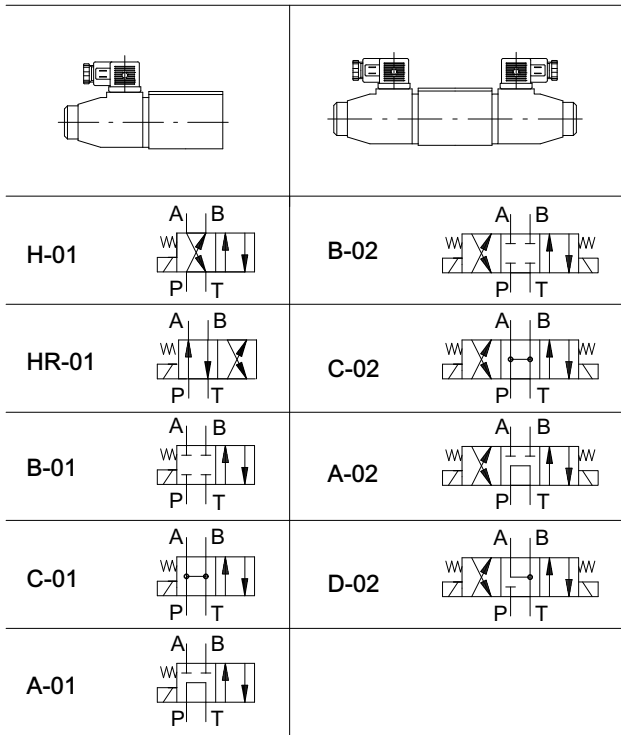 A B
H-01
P T
A B
B-02
P T
A B
HR-01
P T
A B
C-02
P T
A B
B-01
P T
A B
A-02
P T
A B
C-01
P T
A B
D-02
P T
A B
A-01
P T